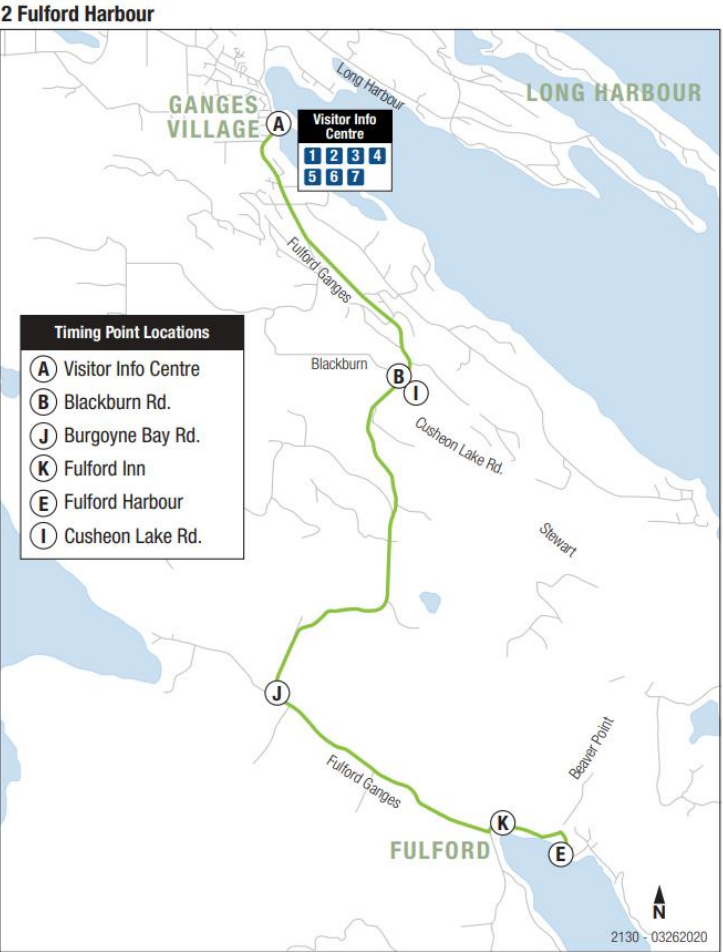 2 Fulford Harbour
Long Harbour
LONG HARBOUR
GANGES
VILLAGE
A
Visitor Info
Centre
1 2 3 4
5 6 7
Fulford Ganges
Timing Point Locations
A Visitor Info Centre
B Blackburn Rd.
J Burgoyne Bay Rd.
K Fulford Inn
E Fulford Harbour
I Cusheon Lake Rd.
Blackburn
B
I
Cusheon Lake Rd.
Stewart
J
Beaver Point
Fulford Ganges
K
FULFORD
E
N
2130 - 03262020